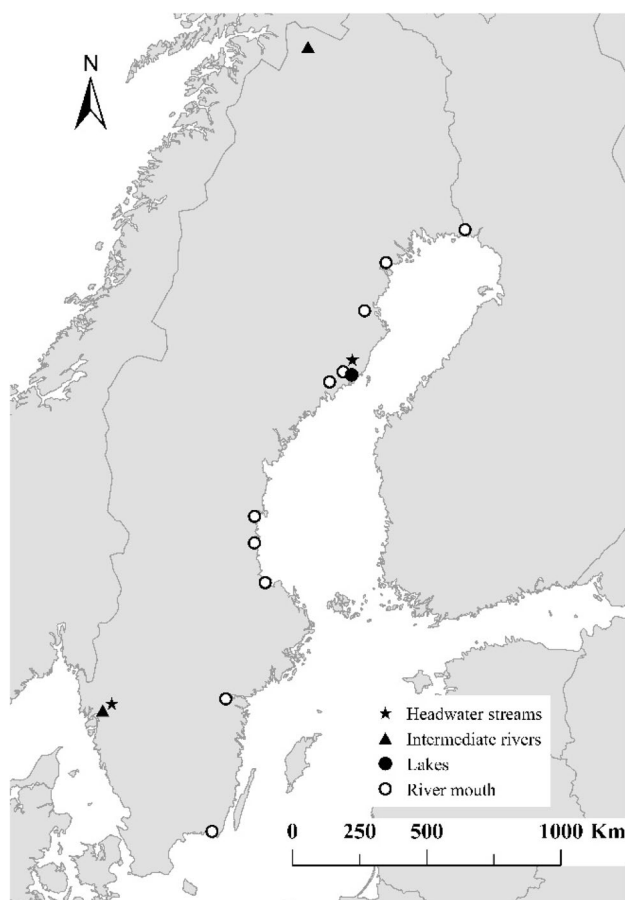 N
Headwater streams
Intermediate rivers
Lakes
River mouth
0 250 500 1000 Km